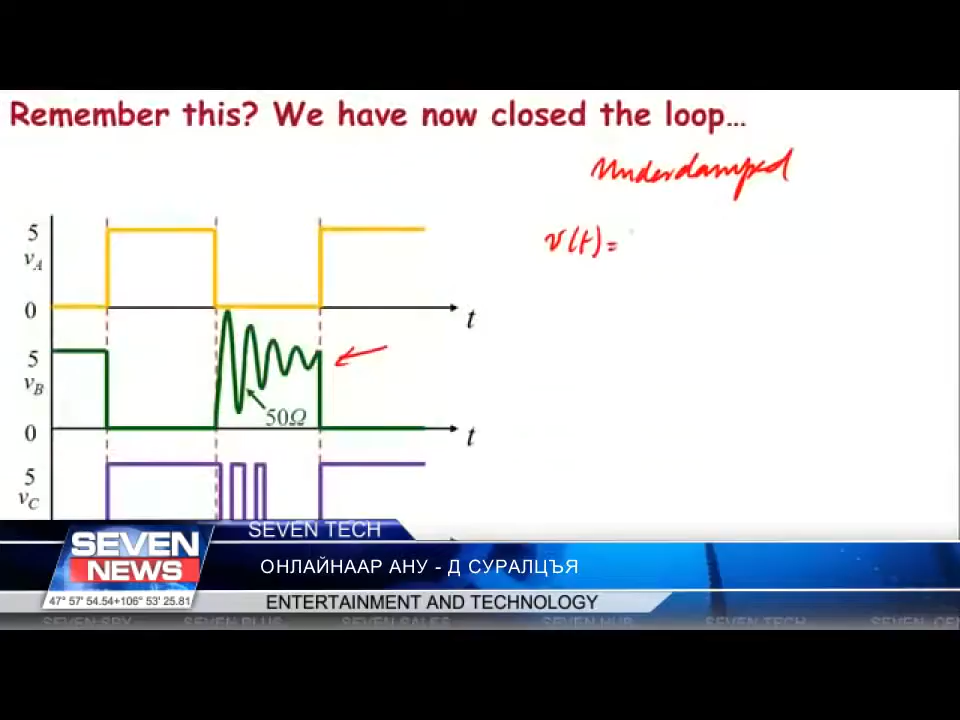 Remember this? We have now closed the loop...
Underdamped
v(t)=
5
vA
0
t
5
vB
50Ω
0
t
5
vC
SEVEN TECH
SEVEN NEWS
ОНЛАЙНААР АНУ - Д СУРАЛЦЪЯ
47° 57' 54.54+106° 53' 25.81
ENTERTAINMENT AND TECHNOLOGY